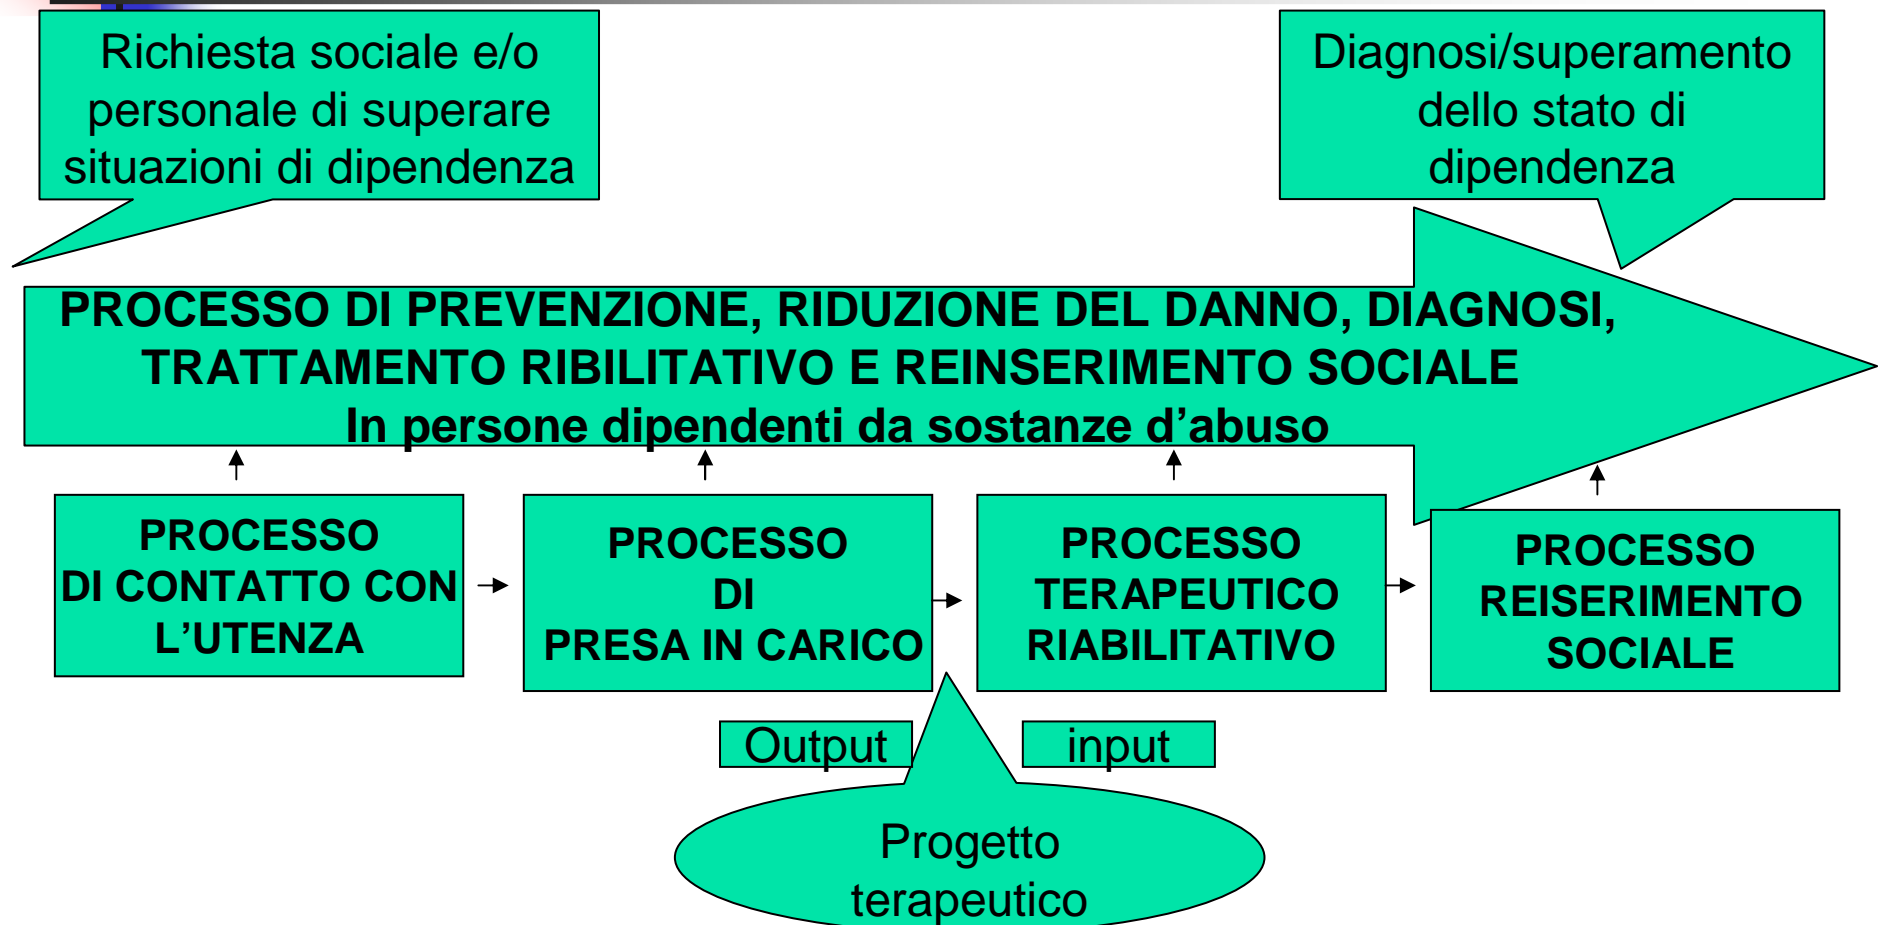 Richiesta sociale e/o
personale di superare
situazioni di dipendenza
Diagnosi/superamento
dello stato di
dipendenza
PROCESSO DI PREVENZIONE, RIDUZIONE DEL DANNO, DIAGNOSI,
TRATTAMENTO RIBILITATIVO E REINSERIMENTO SOCIALE
In persone dipendenti da sostanze d’abuso
PROCESSO
DI CONTATTO CON
L’UTENZA
PROCESSO
DI
PRESA IN CARICO
PROCESSO
TERAPEUTICO
RIABILITATIVO
PROCESSO
REISERIMENTO
SOCIALE
Output
input
Progetto
terapeutico